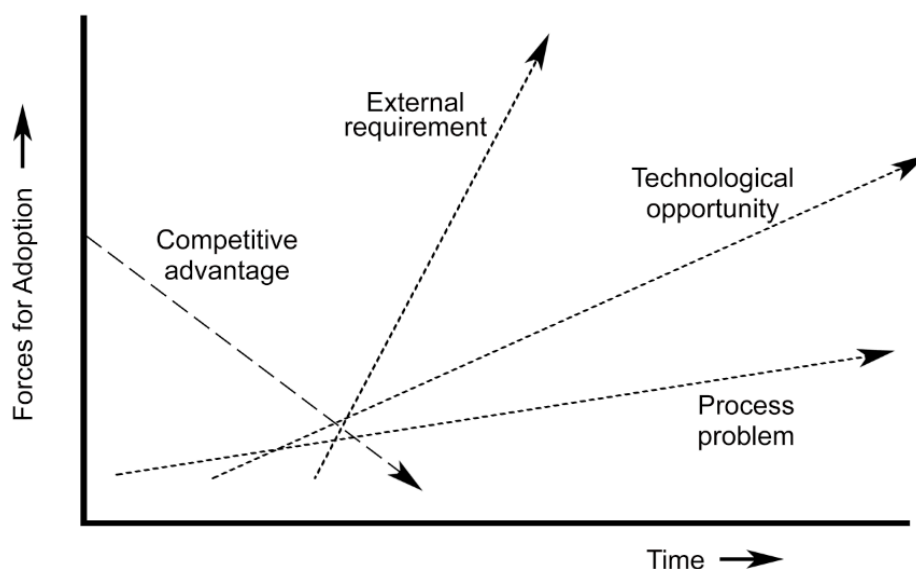 External
requirement
Technological
opportunity
Competitive
advantage
Forces for Adoption
Process
problem
Time